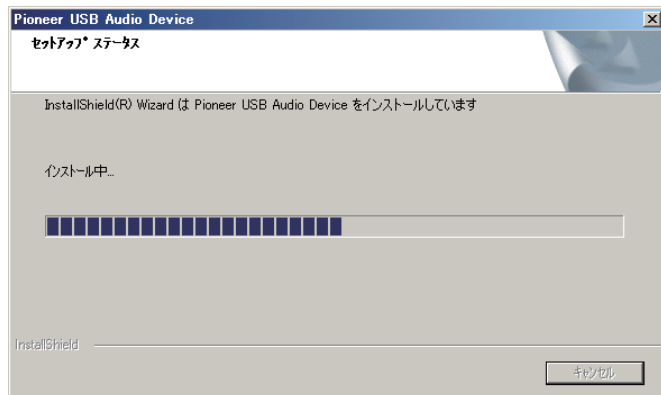 Pioneer USB Audio Device
セットアップ ステータス
InstallShield(R) Wizard は Pioneer USB Audio Device をインストールしています
インストール中...
InstallShield
キャンセル